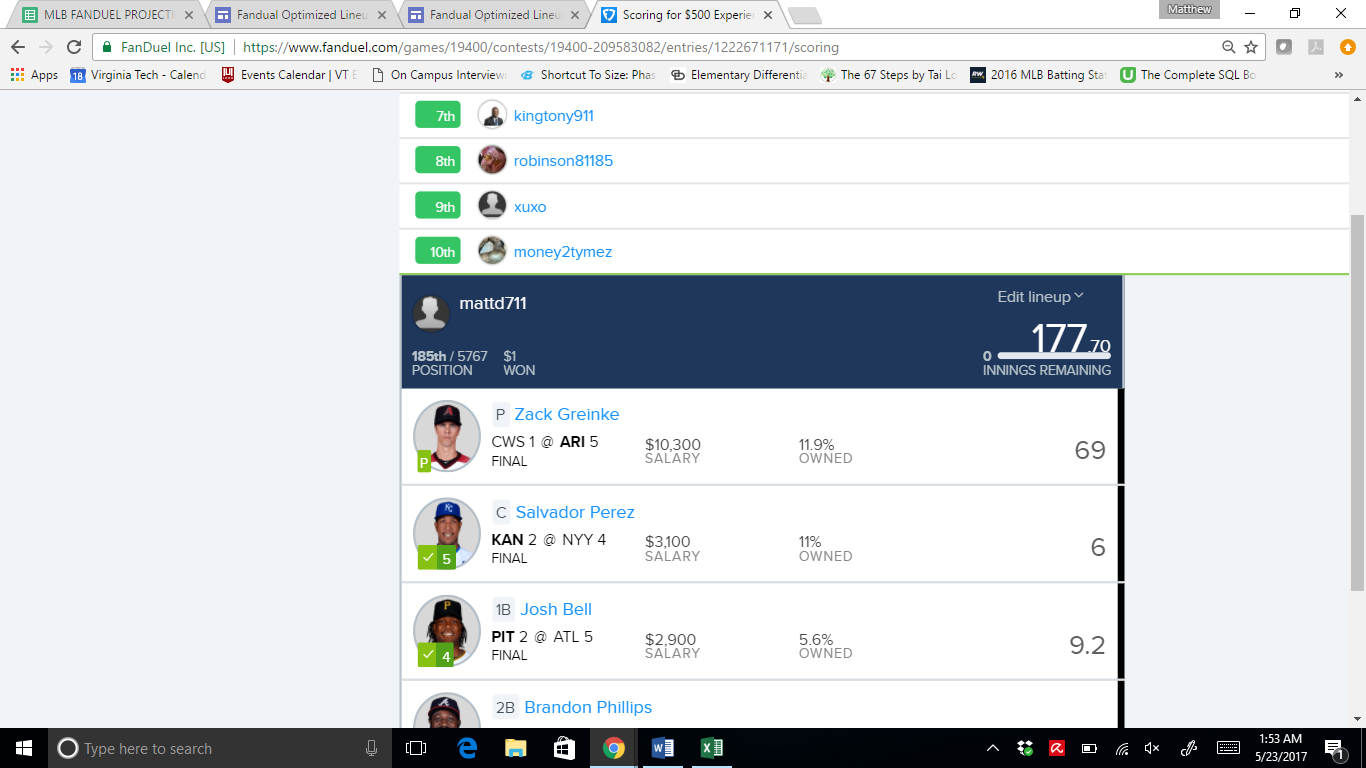 MLB FANDUEL PROJECTI
Fandual Optimized Lineu
Fandual Optimized Lineu
Scoring for $500 Experie
Matthew
FanDuel Inc. [US]
https://www.fanduel.com/games/19400/contests/19400-209583082/entries/1222671171/scoring
Apps
18
Virginia Tech - Calend
Events Calendar | VT E
On Campus Interview
Shortcut To Size: Phas
Elementary Differentia
The 67 Steps by Tai Lo
RW
2016 MLB Batting Stat
U
The Complete SQL Bo
»
7th kingtony911
8th robinson81185
9th xuxo
10th money2tymez
mattd711
Edit lineup
177.70
185th / 5767
POSITION
$1
WON
0
INNINGS REMAINING
P Zack Greinke
CWS 1 @ ARI 5
FINAL
P
$10,300
SALARY
11.9%
OWNED
69
C Salvador Perez
KAN 2 @ NYY 4
FINAL
5
$3,100
SALARY
11%
OWNED
6
1B Josh Bell
PIT 2 @ ATL 5
FINAL
4
$2,900
SALARY
5.6%
OWNED
9.2
2B Brandon Phillips
Type here to search
1:53 AM
5/23/2017
1